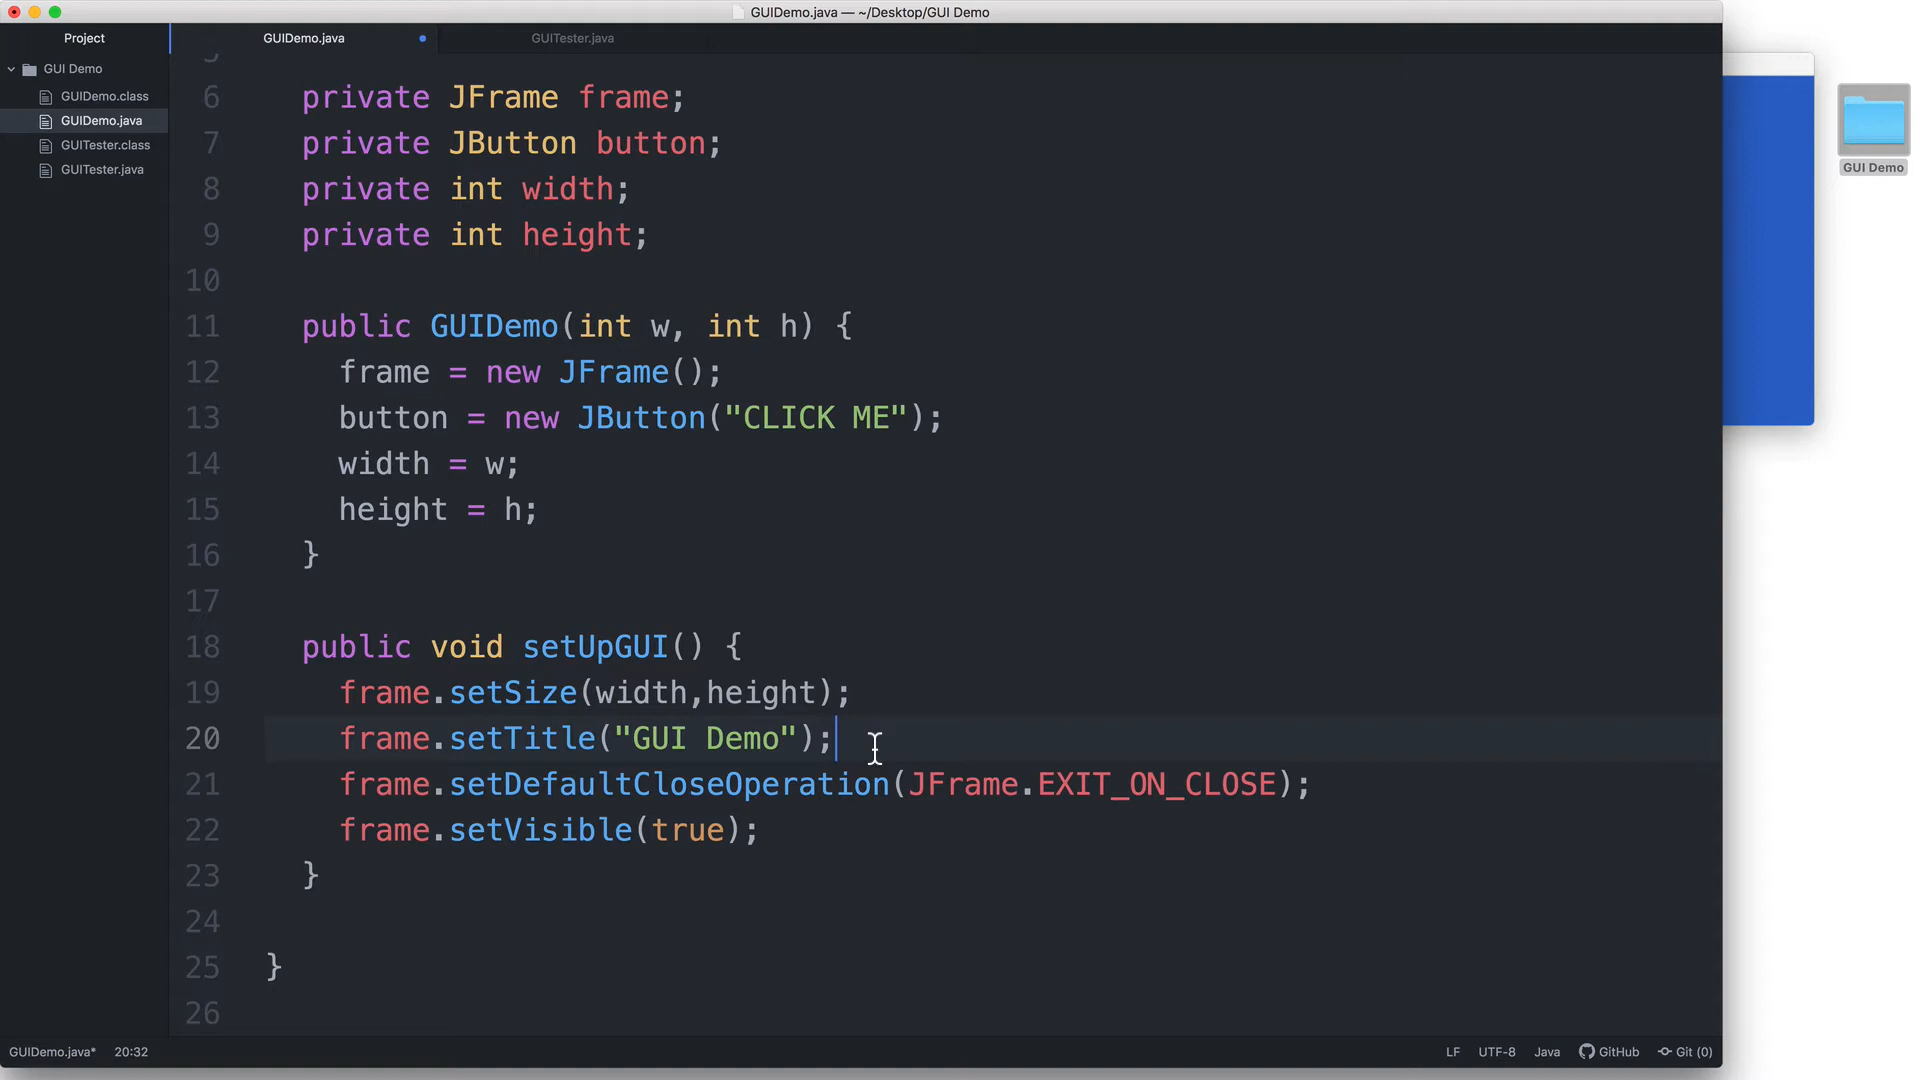 GUIDemo.java — ~/Desktop/GUI Demo
Project
GUIDemo.java
GUITester.java
GUI Demo
GUIDemo.class
GUIDemo.java
GUITester.class
GUITester.java
5
6 private JFrame frame;
7 private JButton button;
8 private int width;
9 private int height;
10
11 public GUIDemo(int w, int h) {
12 frame = new JFrame();
13 button = new JButton("CLICK ME");
14 width = w;
15 height = h;
16 }
17
18 public void setUpGUI() {
19 frame.setSize(width,height);
20 frame.setTitle("GUI Demo");
21 frame.setDefaultCloseOperation(JFrame.EXIT_ON_CLOSE);
22 frame.setVisible(true);
23 }
24
25 }
26
GUIDemo.java* 20:32
LF UTF-8 Java GitHub Git (0)
GUI Demo